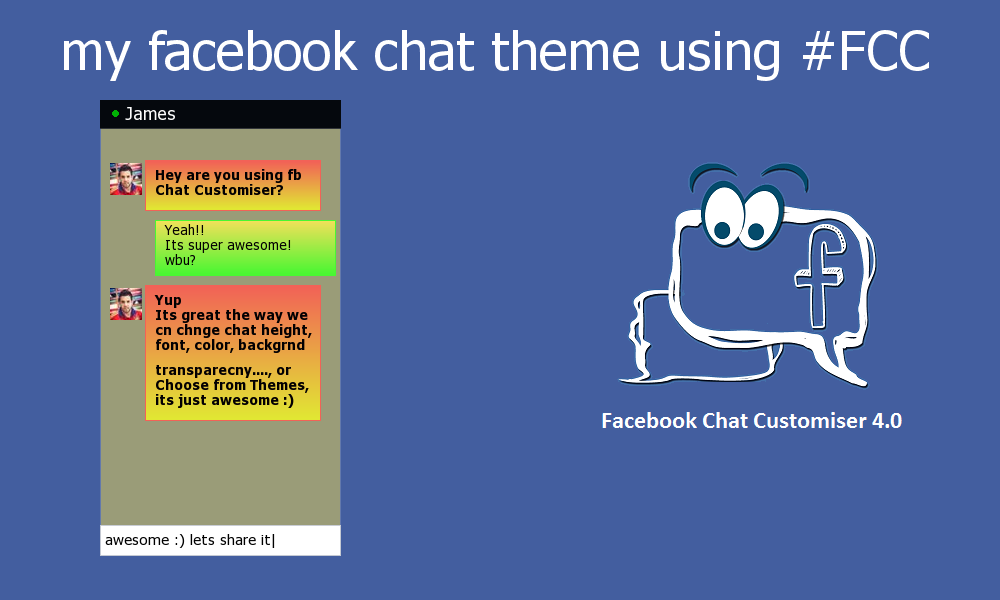 my facebook chat theme using #FCC
James
Hey are you using fb
Chat Customiser?
Yeah!!
Its super awesome!
wbu?
Yup
Its great the way we
cn chnge chat height,
font, color, backgrnd
transparecny...., or
Choose from Themes,
its just awesome :)
awesome :) lets share it|
f
Facebook Chat Customiser 4.0